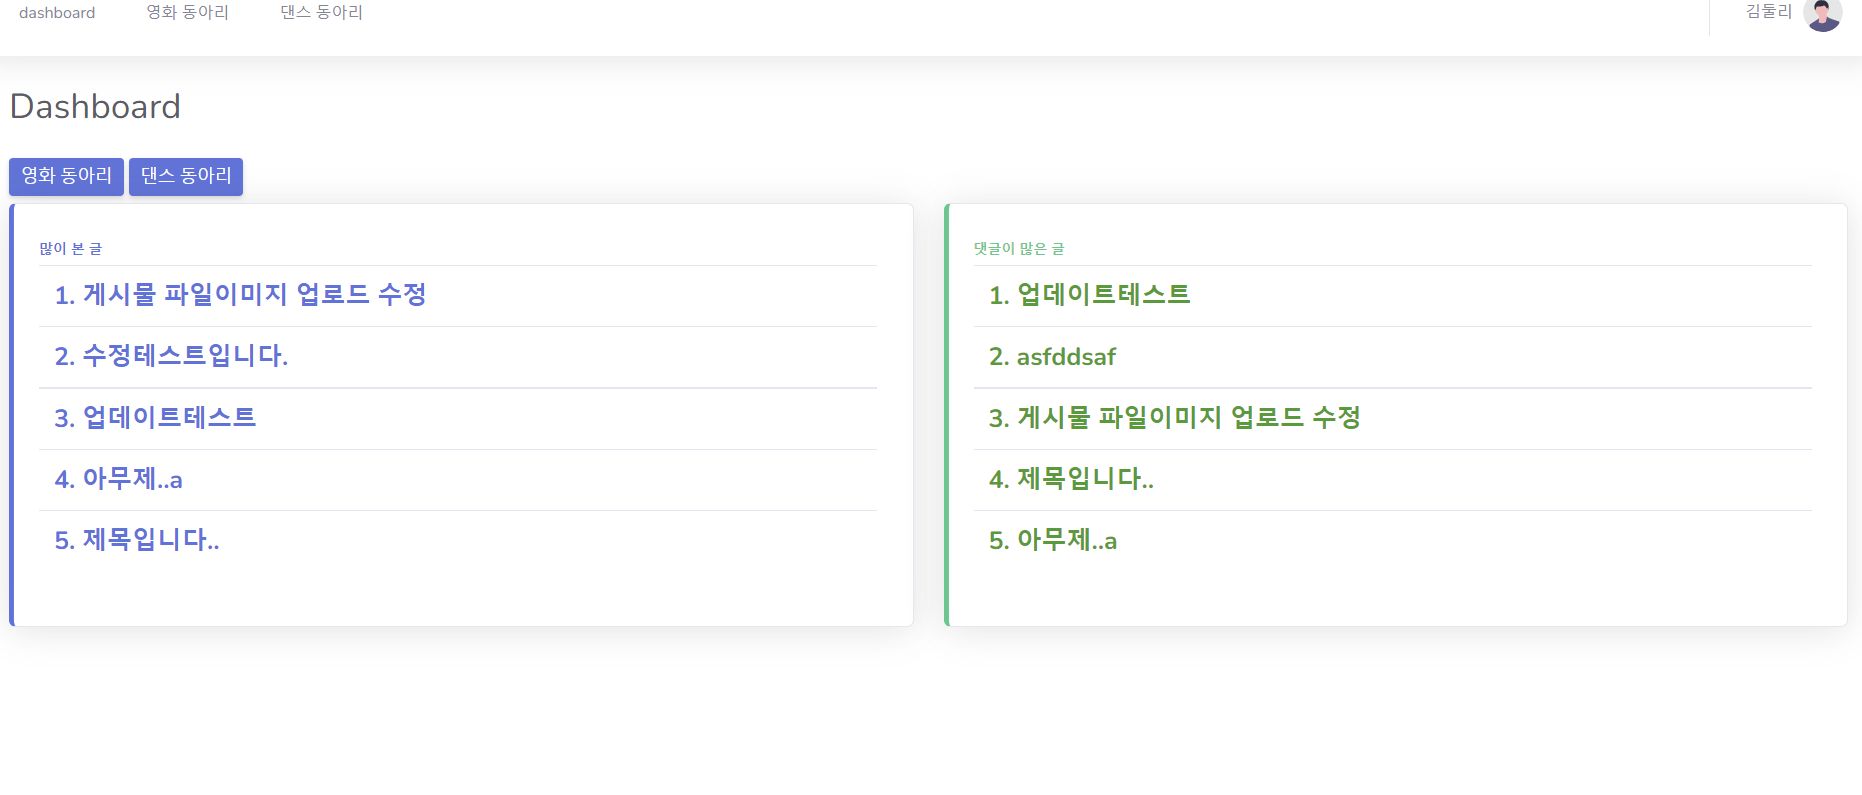 dashboard 영화 동아리 댄스 동아리 김둘리
Dashboard
영화 동아리 댄스 동아리
많이 본 글
1. 게시물 파일이미지 업로드 수정
2. 수정테스트입니다.
3. 업데이트테스트
4. 아무제..a
5. 제목입니다..
댓글이 많은 글
1. 업데이트테스트
2. asfddsaf
3. 게시물 파일이미지 업로드 수정
4. 제목입니다..
5. 아무제..a